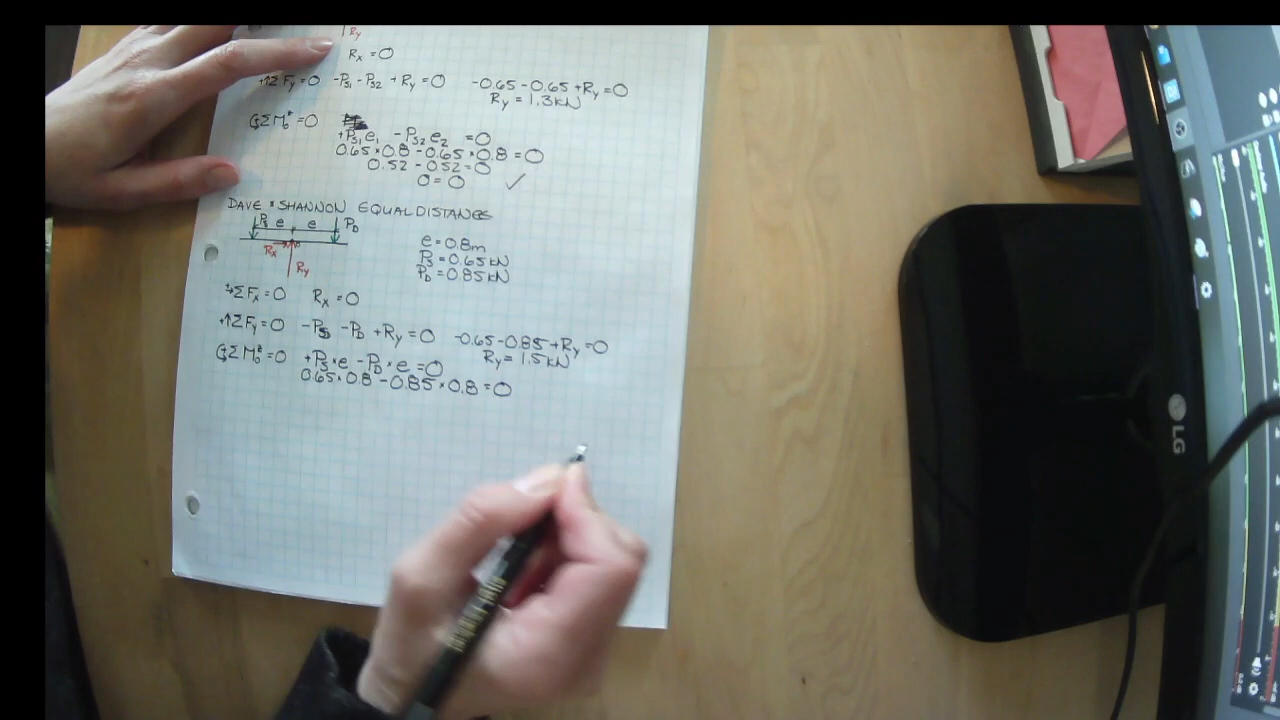 Ry
Rx = 0
+↑ΣFy = 0 -Ps1 - Ps2 + Ry = 0 -0.65 - 0.65 + Ry = 0
Ry = 1.3kN
ΣMo = 0
+Ps1 e1 - Ps2 e2 = 0
0.65 × 0.8 - 0.65 × 0.8 = 0
0.52 - 0.52 = 0
0 = 0 ✓
DAVE & SHANNON EQUAL DISTANCE
Ps e e PD
Rx
Ry
e = 0.8m
Ps = 0.65kN
PD = 0.85kN
ΣFx = 0 Rx = 0
+↑ΣFy = 0 -Ps - PD + Ry = 0 -0.65 - 0.85 + Ry = 0
Ry = 1.5kN
ΣMo = 0 +Ps × e - PD × e = 0
0.65 × 0.8 - 0.85 × 0.8 = 0
LG